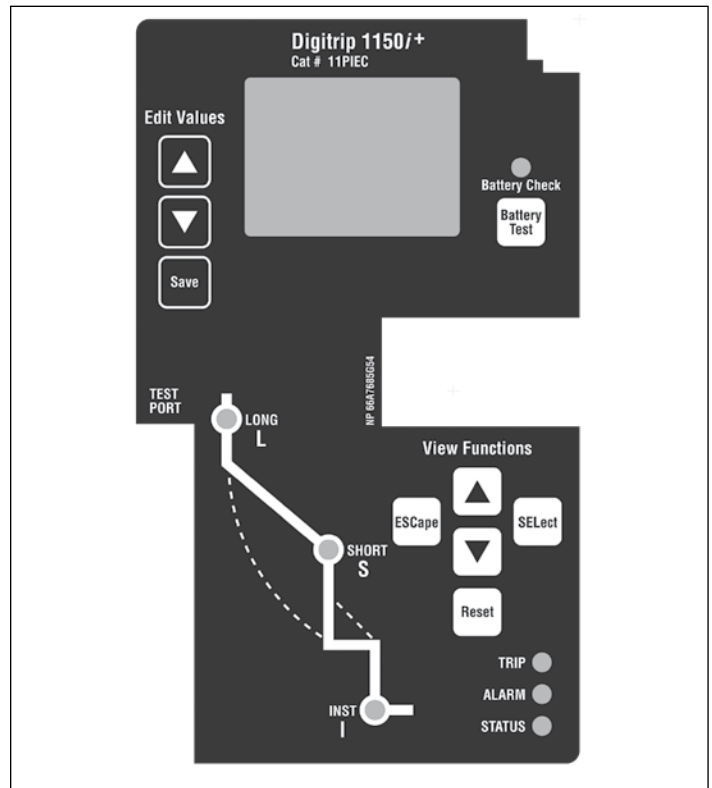 Digitrip 1150i+
Cat # 11PIEC
Edit Values
Save
Battery Check
Battery
Test
NP 66A7685G54
TEST
PORT
LONG
L
SHORT
S
INST
I
View Functions
ESCape
SELect
Reset
TRIP
ALARM
STATUS